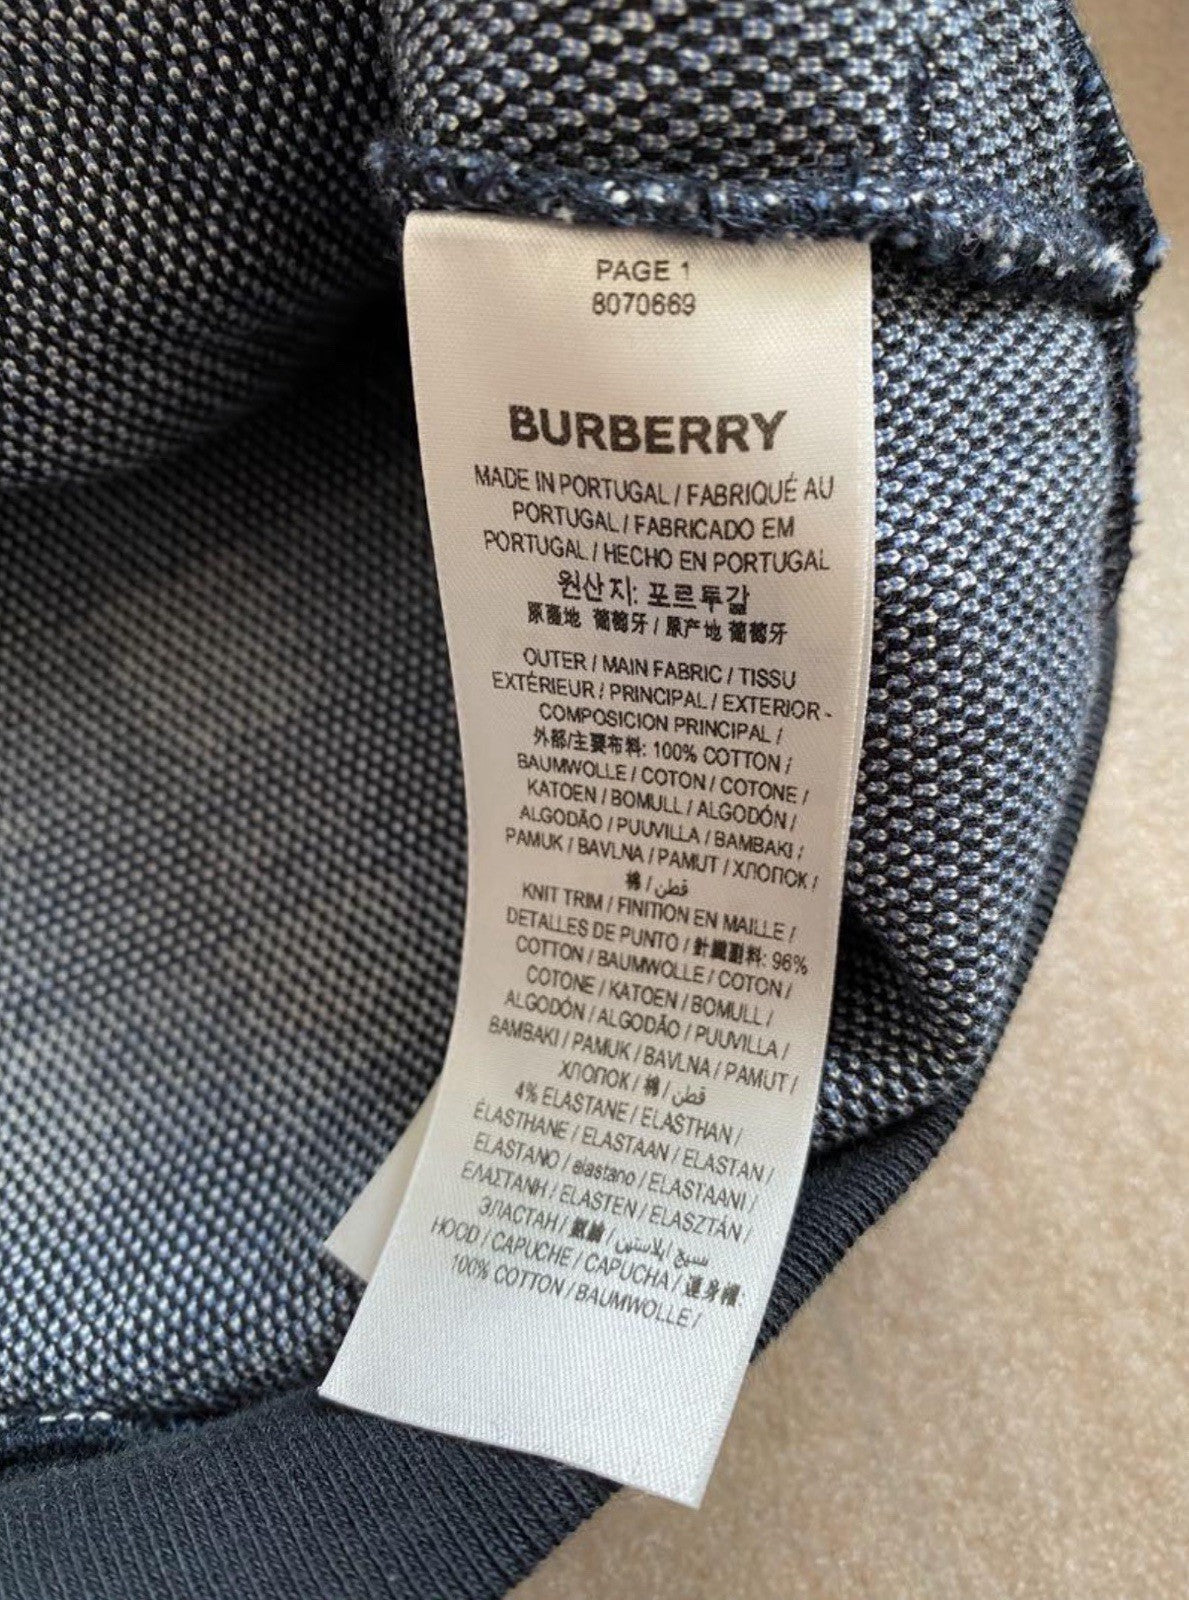 PAGE 1
8070669
BURBERRY
MADE IN PORTUGAL / FABRIQUÉ AU
PORTUGAL / FABRICADO EM
PORTUGAL / HECHO EN PORTUGAL
원산지: 포르투갈
原產地 葡萄牙 / 原产地 葡萄牙
OUTER / MAIN FABRIC / TISSU
EXTÉRIEUR / PRINCIPAL / EXTERIOR -
COMPOSICION PRINCIPAL /
外部/主要布料: 100% COTTON /
BAUMWOLLE / COTON / COTONE /
KATOEN / BOMULL / ALGODÓN /
ALGODÃO / PUUVILLA / BAMBAKI /
PAMUK / BAVLNA / PAMUT / ХЛОПОК /
棉 / قطن
KNIT TRIM / FINITION EN MAILLE /
DETALLES DE PUNTO / 針織副料: 96%
COTTON / BAUMWOLLE / COTON /
COTONE / KATOEN / BOMULL /
ALGODÓN / ALGODÃO / PUUVILLA /
BAMBAKI / PAMUK / BAVLNA / PAMUT /
ХЛОПОК / 棉 / قطن
4% ELASTANE / ELASTHAN /
ÉLASTHANE / ELASTAAN / ELASTAN /
ELASTANO / elastano / ELASTAANI /
ΕΛΑΣΤΑΝΗ / ELASTEN / ELASZTÁN /
ЭЛАСТАН / 氨綸 / نسيج ايلاستين
HOOD / CAPUCHE / CAPUCHA / 連身帽:
100% COTTON / BAUMWOLLE /